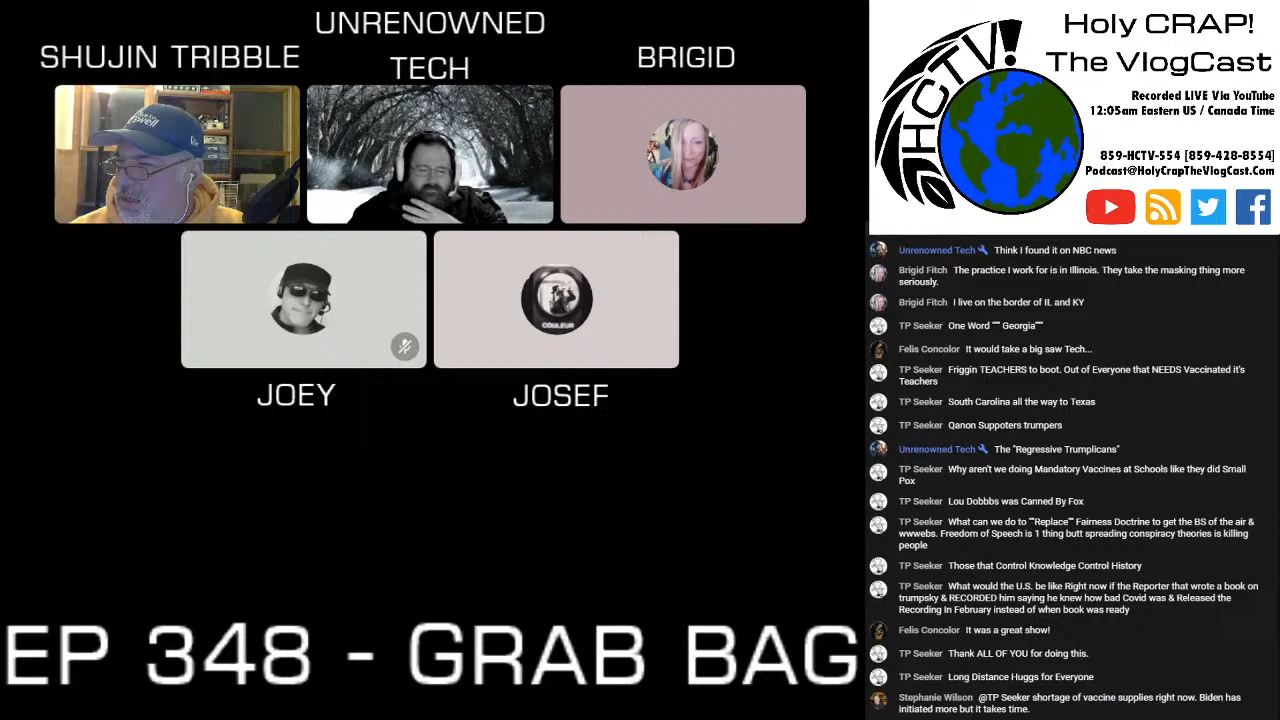 SHUJIN TRIBBLE
UNRENOWNED
TECH
BRIGID
JOEY
COULEUR
JOSEF
EP 348 - GRAB BAG
HCTV!
Holy CRAP!
The VlogCast
Recorded LIVE Via YouTube
12:05am Eastern US / Canada Time
859-HCTV-554 [859-428-8554]
Podcast@HolyCrapTheVlogCast.Com
Unrenowned Tech Think I found it on NBC news
Brigid Fitch The practice I work for is in Illinois. They take the masking thing more
seriously.
Brigid Fitch I live on the border of IL and KY
TP Seeker One Word """ Georgia""""
Felis Concolor It would take a big saw Tech...
TP Seeker Friggin TEACHERS to boot. Out of Everyone that NEEDS Vaccinated it's
Teachers
TP Seeker South Carolina all the way to Texas
TP Seeker Qanon Suppoters trumpers
Unrenowned Tech The "Regressive Trumplicans"
TP Seeker Why aren't we doing Mandatory Vaccines at Schools like they did Small
Pox
TP Seeker Lou Dobbbs was Canned By Fox
TP Seeker What can we do to ""Replace"" Fairness Doctrine to get the BS of the air &
wwwebs. Freedom of Speech is 1 thing butt spreading conspiracy theories is killing
people
TP Seeker Those that Control Knowledge Control History
TP Seeker What would the U.S. be like Right now if the Reporter that wrote a book on
trumpsky & RECORDED him saying he knew how bad Covid was & Released the
Recording In February instead of when book was ready
Felis Concolor It was a great show!
TP Seeker Thank ALL OF YOU for doing this.
TP Seeker Long Distance Huggs for Everyone
Stephanie Wilson @TP Seeker shortage of vaccine supplies right now. Biden has
initiated more but it takes time.